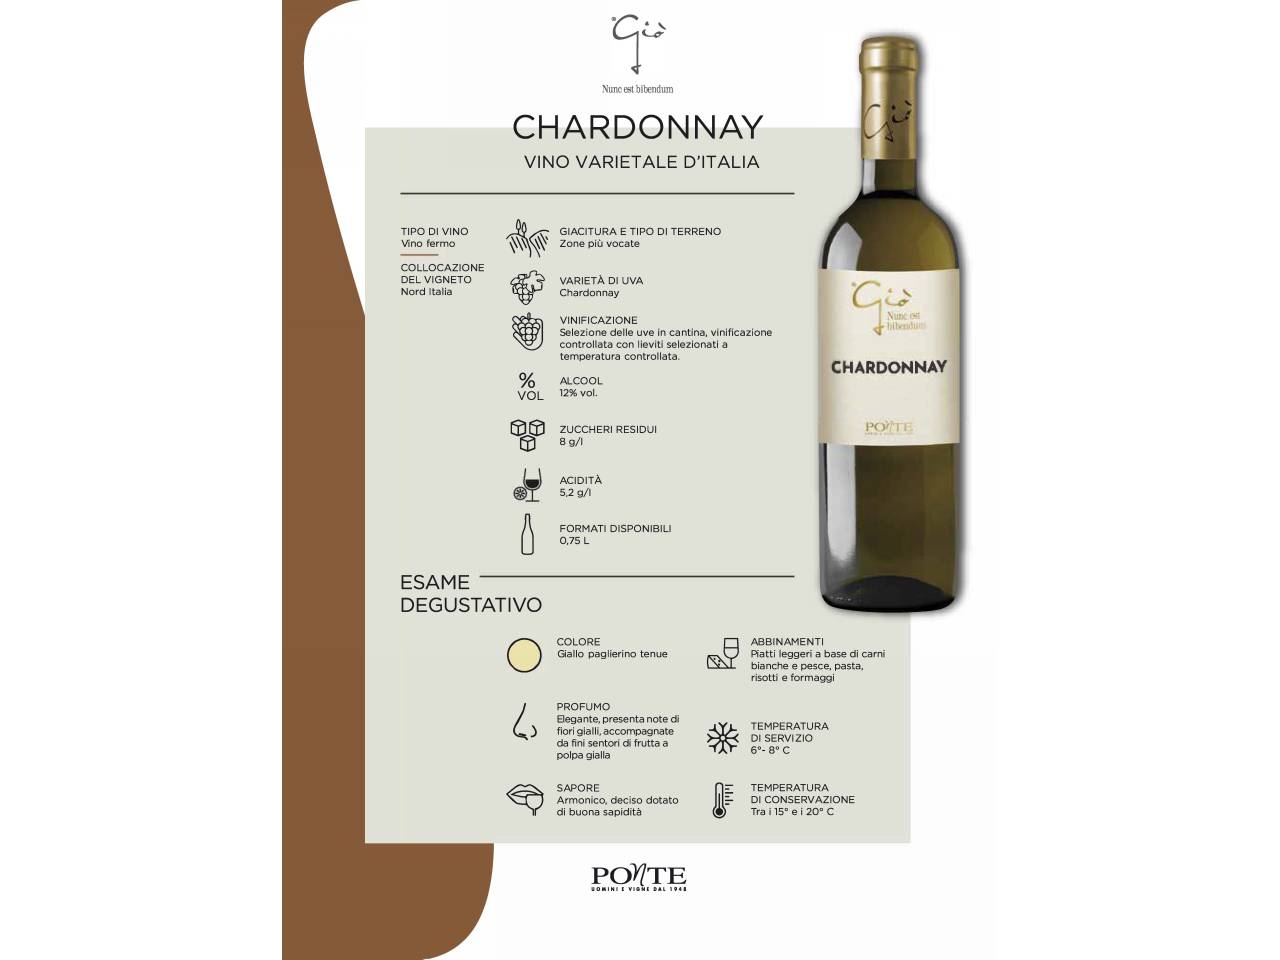 Giò
Nunc est bibendum
CHARDONNAY
VINO VARIETALE D'ITALIA
TIPO DI VINO
Vino fermo
COLLOCAZIONE
DEL VIGNETO
Nord Italia
GIACITURA E TIPO DI TERRENO
Zone più vocate
VARIETÀ DI UVA
Chardonnay
VINIFICAZIONE
Selezione delle uve in cantina, vinificazione
controllata con lieviti selezionati a
temperatura controllata.
%
VOL
ALCOOL
12% vol.
ZUCCHERI RESIDUI
8 g/l
ACIDITÀ
5,2 g/l
FORMATI DISPONIBILI
0,75 L
Giò
Giò
Nunc est
bibendum
CHARDONNAY
PONTE
ESAME
DEGUSTATIVO
COLORE
Giallo paglierino tenue
PROFUMO
Elegante, presenta note di
fiori gialli, accompagnate
da fini sentori di frutta a
polpa gialla
SAPORE
Armonico, deciso dotato
di buona sapidità
ABBINAMENTI
Piatti leggeri a base di carni
bianche e pesce, pasta,
risotti e formaggi
TEMPERATURA
DI SERVIZIO
6°- 8° C
TEMPERATURA
DI CONSERVAZIONE
Tra i 15° e i 20° C
PONTE
UOMINI E VIGNE DAL 1948